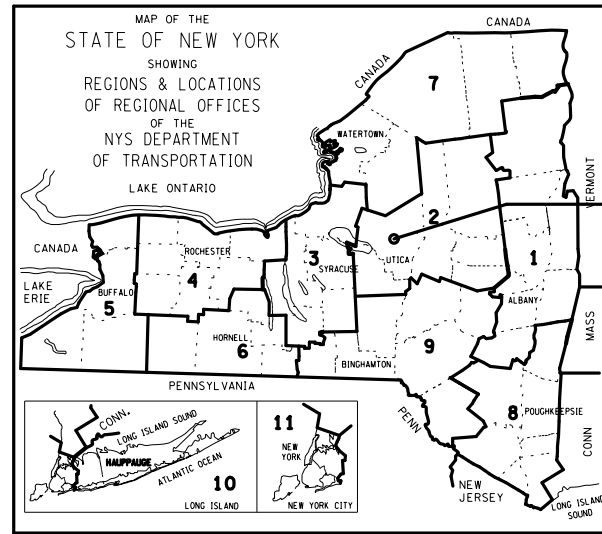 MAP OF THE
STATE OF NEW YORK
SHOWING
REGIONS & LOCATIONS
OF REGIONAL OFFICES
OF THE
NYS DEPARTMENT
OF TRANSPORTATION
LAKE ONTARIO
CANADA
CANADA
7
WATERTOWN
VERMONT
2
UTICA
CANADA
ROCHESTER
4
3
SYRACUSE
1
ALBANY
LAKE
ERIE
BUFFALO
5
MASS
HORNELL
6
BINGHAMTON
9
PENNSYLVANIA
PENN
8
POUGHKEEPSIE
CONN
NEW
JERSEY
LONG ISLAND
SOUND
CONN.
LONG ISLAND SOUND
HAUPPAUGE
ATLANTIC OCEAN
10
LONG ISLAND
11
NEW
YORK
NEW YORK CITY